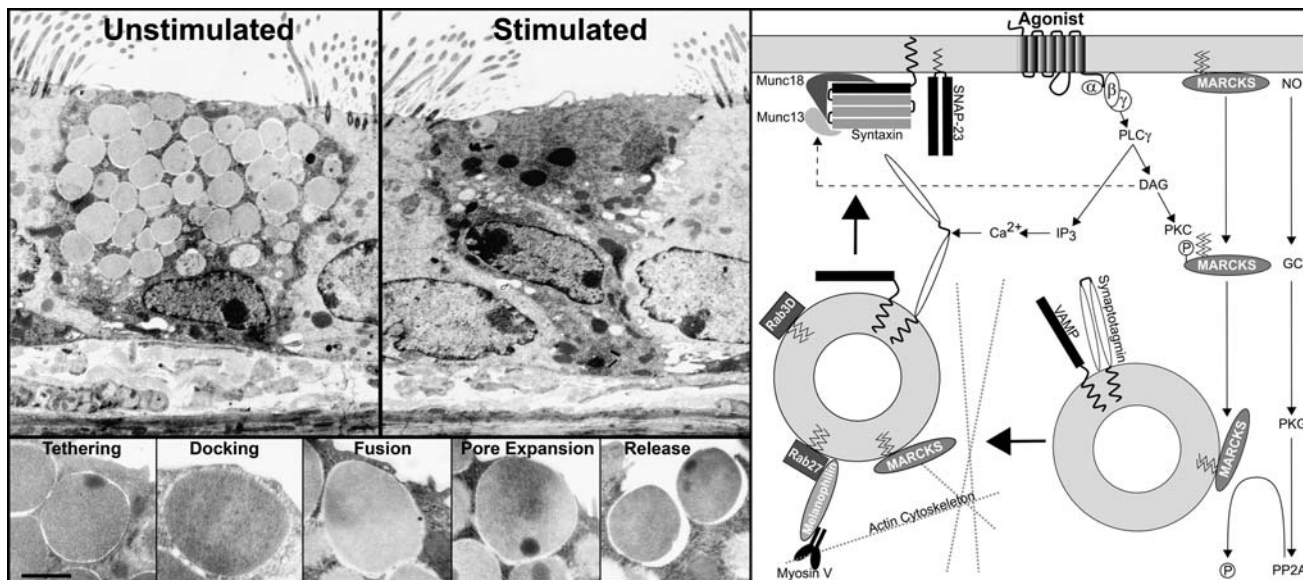 Unstimulated
Stimulated
Tethering
Docking
Fusion
Pore Expansion
Release
Agonist
Munc18
Munc13
Syntaxin
SNAP-23
α
β
γ
MARCKS
NO
PLCγ
DAG
PKC
IP3
Ca2+
P
MARCKS
GC
Rab3D
VAMP
Synaptotagmin
Rab27
MARCKS
Melanophilin
Actin Cytoskeleton
Myosin V
MARCKS
PKG
P
PP2A